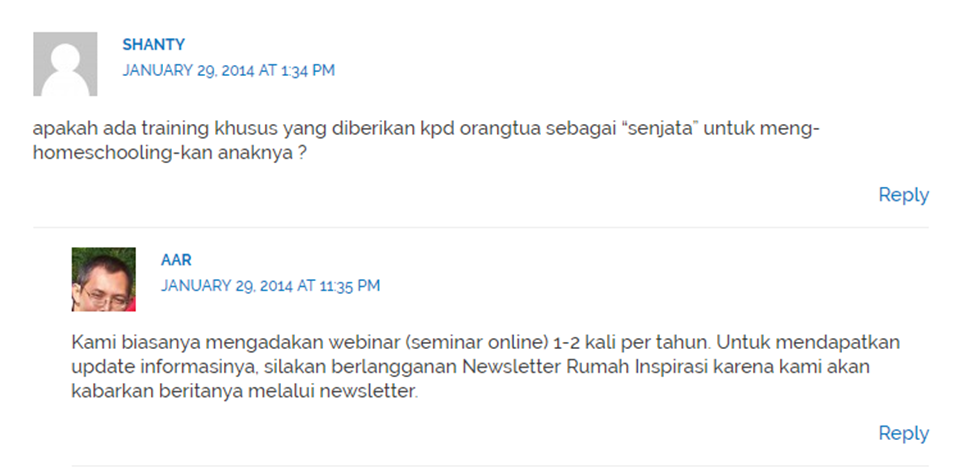 SHANTY
JANUARY 29, 2014 AT 1:34 PM
apakah ada training khusus yang diberikan kpd orangtua sebagai “senjata” untuk meng-
homeschooling-kan anaknya ?
Reply
AAR
JANUARY 29, 2014 AT 11:35 PM
Kami biasanya mengadakan webinar (seminar online) 1-2 kali per tahun. Untuk mendapatkan
update informasinya, silakan berlangganan Newsletter Rumah Inspirasi karena kami akan
kabarkan beritanya melalui newsletter.
Reply